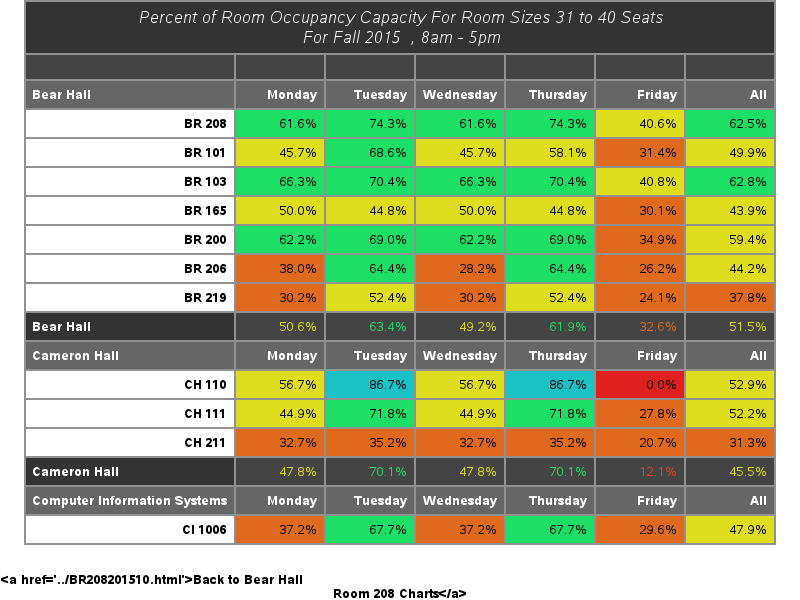 Percent of Room Occupancy Capacity For Room Sizes 31 to 40 Seats
For Fall 2015 , 8am - 5pm
Bear Hall Monday Tuesday Wednesday Thursday Friday All
BR 208 61.6% 74.3% 61.6% 74.3% 40.6% 62.5%
BR 101 45.7% 68.6% 45.7% 58.1% 31.4% 49.9%
BR 103 66.3% 70.4% 66.3% 70.4% 40.8% 62.8%
BR 165 50.0% 44.8% 50.0% 44.8% 30.1% 43.9%
BR 200 62.2% 69.0% 62.2% 69.0% 34.9% 59.4%
BR 206 38.0% 64.4% 28.2% 64.4% 26.2% 44.2%
BR 219 30.2% 52.4% 30.2% 52.4% 24.1% 37.8%
Bear Hall 50.6% 63.4% 49.2% 61.9% 32.6% 51.5%
Cameron Hall Monday Tuesday Wednesday Thursday Friday All
CH 110 56.7% 86.7% 56.7% 86.7% 0.0% 52.9%
CH 111 44.9% 71.8% 44.9% 71.8% 27.8% 52.2%
CH 211 32.7% 35.2% 32.7% 35.2% 20.7% 31.3%
Cameron Hall 47.8% 70.1% 47.8% 70.1% 12.1% 45.5%
Computer Information Systems Monday Tuesday Wednesday Thursday Friday All
CI 1006 37.2% 67.7% 37.2% 67.7% 29.6% 47.9%
<a href='../BR208201510.html'>Back to Bear Hall
Room 208 Charts</a>